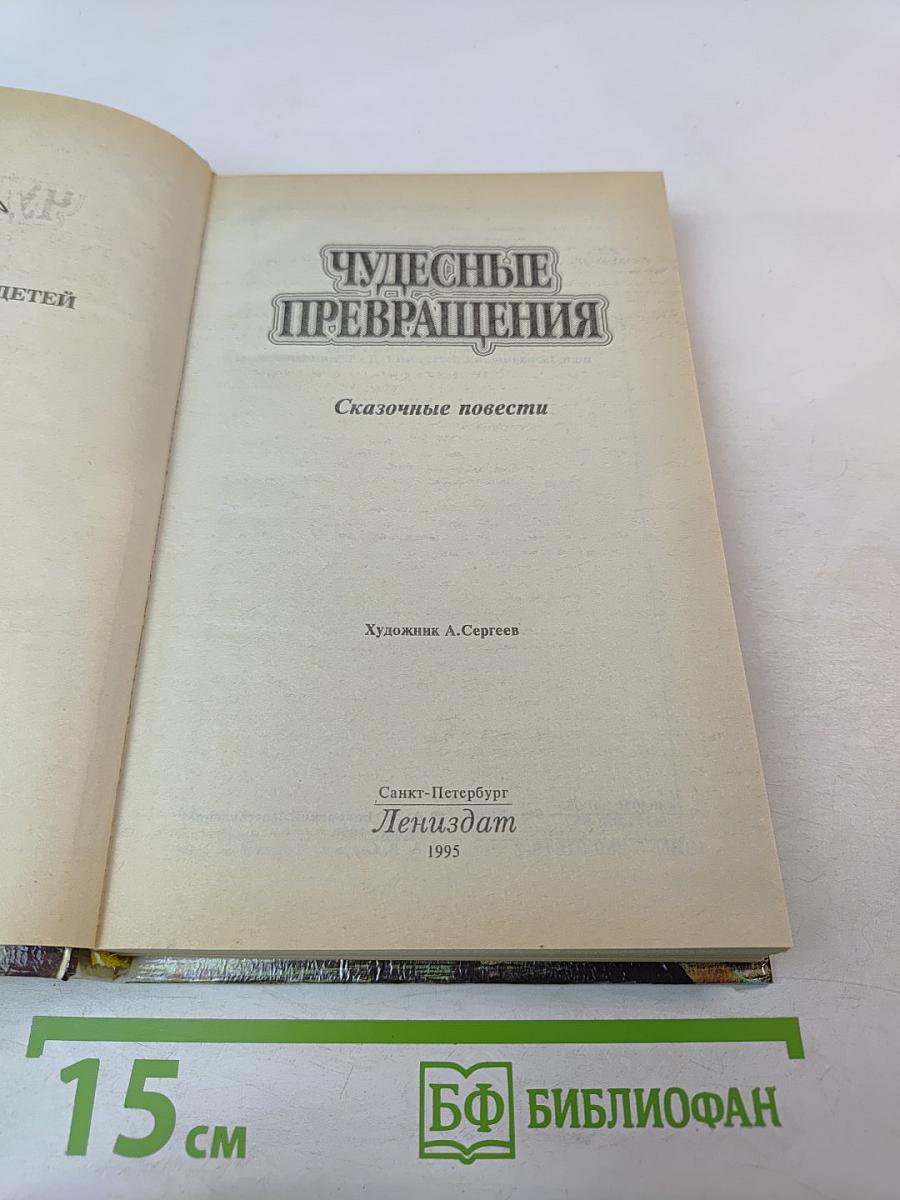 ДЕТЕЙ
ЧУДЕСНЫЕ
ПРЕВРАЩЕНИЯ
Сказочные повести
Художник А.Сергеев
Санкт-Петербург
Лениздат
1995
15 см
БФ БИБЛИОФАН